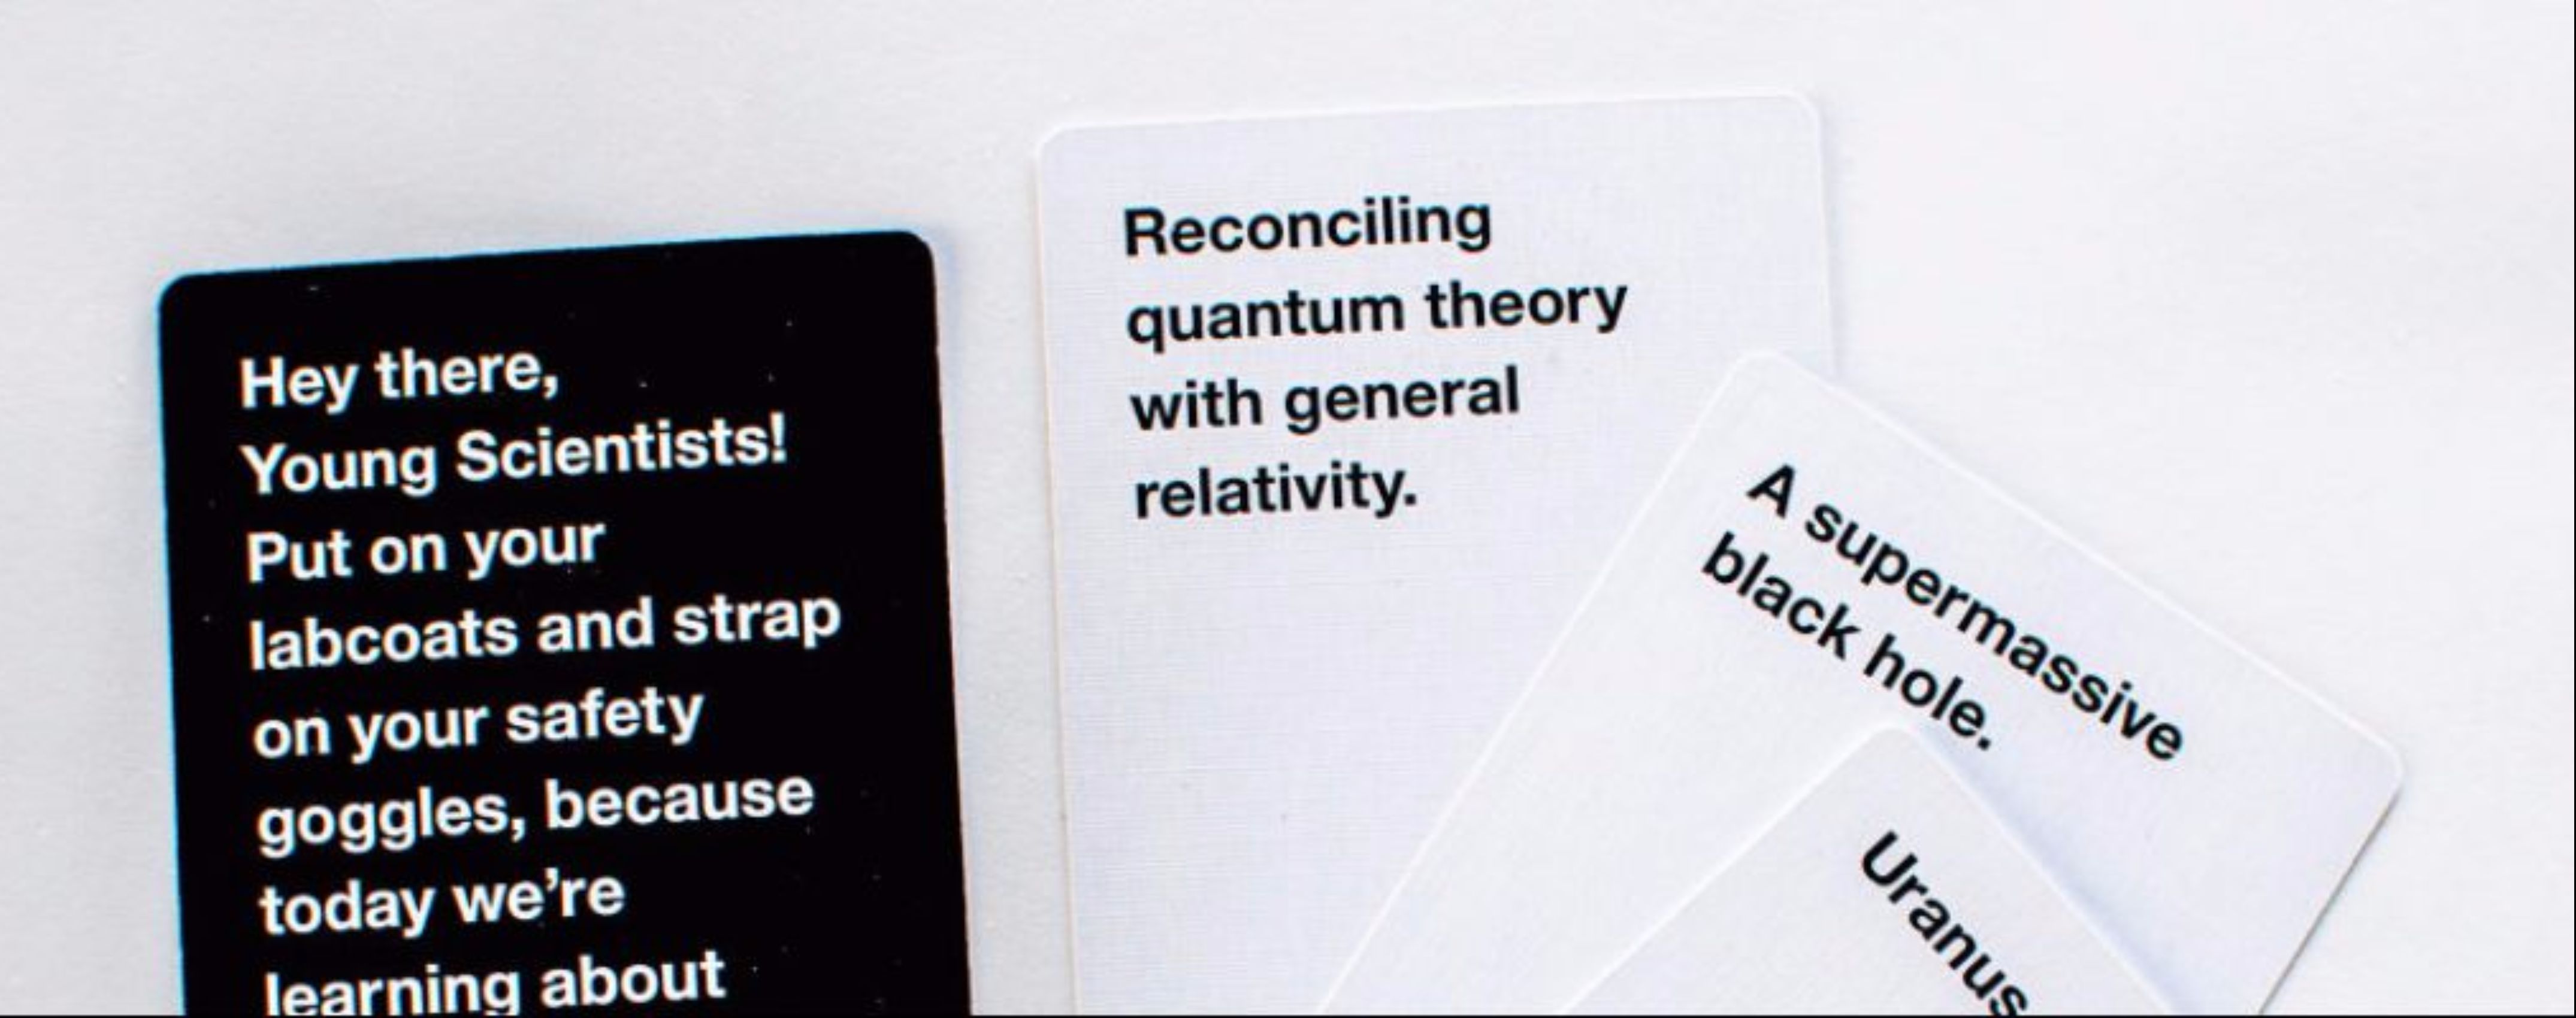 Hey there,
Young Scientists!
Put on your
labcoats and strap
on your safety
goggles, because
today we’re
learning about
Reconciling
quantum theory
with general
relativity.
A supermassive
black hole.
Uranus